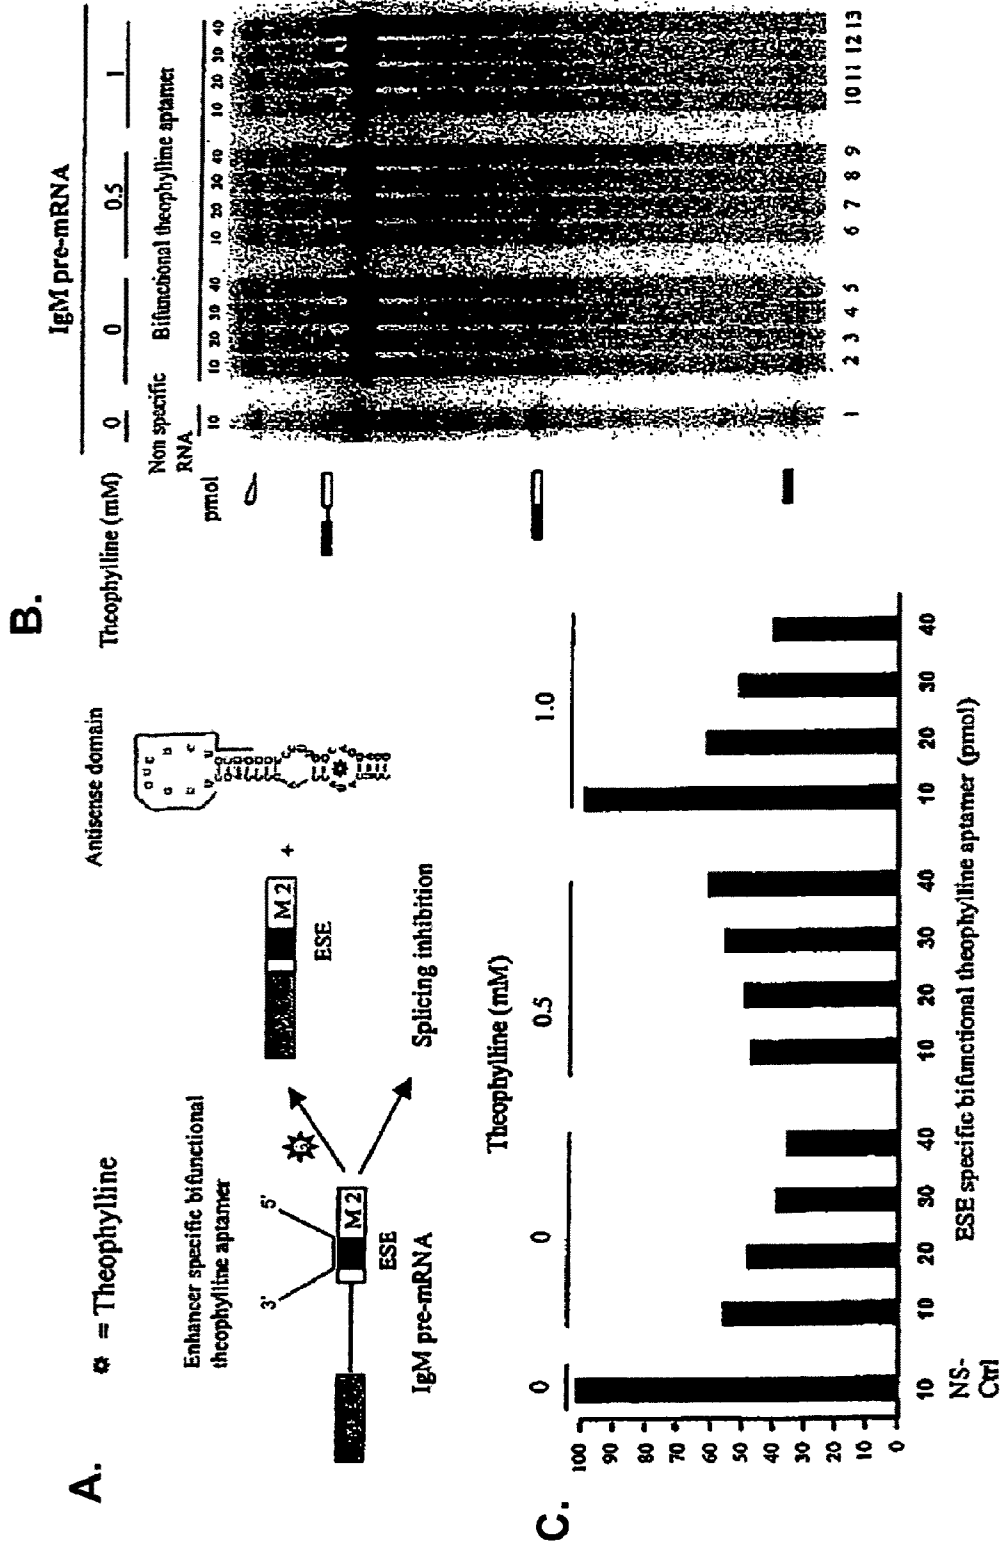 A.
= Theophylline
Enhancer specific bifunctional
theophylline aptamer
3'
5'
M 2
ESE
IgM pre-mRNA
M 2
+
ESE
Splicing inhibition
Antisense domain
B.
IgM pre-mRNA
Theophylline (mM)
0 0 0.5 1
Non specific
RNA
Bifunctional theophylline aptamer
pmol
10 10 20 30 40 10 20 30 40 10 20 30 40
1 2 3 4 5 6 7 8 9 10 11 12 13
C.
Theophylline (mM)
0 0 0.5 1.0
100
90
80
70
60
50
40
30
20
10
0
10 10 20 30 40 10 20 30 40 10 20 30 40
NS-
Ctrl
ESE specific bifunctional theophylline aptamer (pmol)